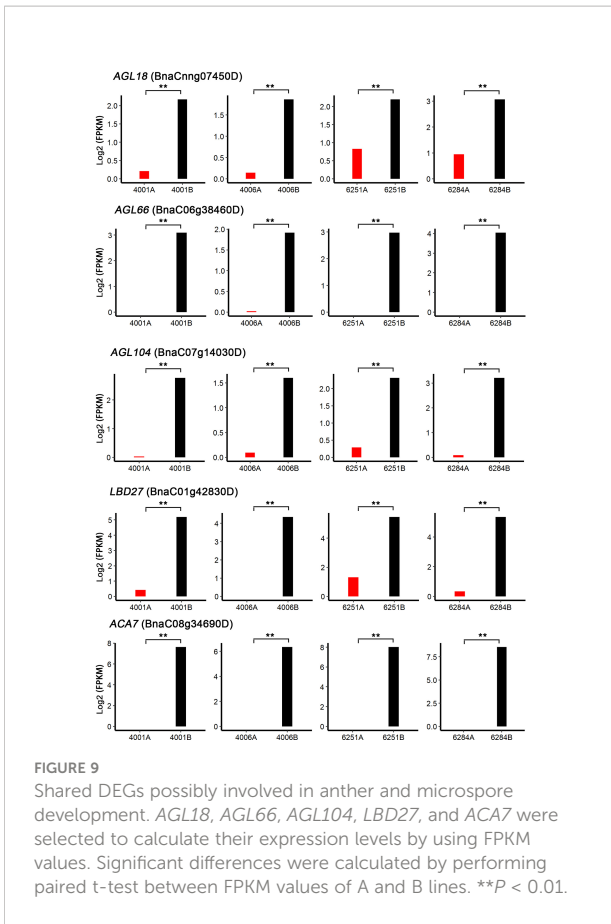 AGL18 (BnaCnng07450D)
** ** ** **
Log2 (FPKM)
2.0 1.5 1.0 0.5 0.0
1.5 1.0 0.5 0.0
2.0 1.5 1.0 0.5 0.0
3 2 1 0
4001A 4001B 4006A 4006B 6251A 6251B 6284A 6284B
AGL66 (BnaC06g38460D)
** ** ** **
Log2 (FPKM)
3 2 1 0
2.0 1.5 1.0 0.5 0.0
3 2 1 0
4 3 2 1 0
4001A 4001B 4006A 4006B 6251A 6251B 6284A 6284B
AGL104 (BnaC07g14030D)
** ** ** **
Log2 (FPKM)
2 1 0
1.5 1.0 0.5 0.0
2.0 1.5 1.0 0.5 0.0
3 2 1 0
4001A 4001B 4006A 4006B 6251A 6251B 6284A 6284B
LBD27 (BnaC01g42830D)
** ** ** **
Log2 (FPKM)
5 4 3 2 1 0
4 3 2 1 0
4 2 0
5 4 3 2 1 0
4001A 4001B 4006A 4006B 6251A 6251B 6284A 6284B
ACA7 (BnaC08g34690D)
** ** ** **
Log2 (FPKM)
8 6 4 2 0
6 4 2 0
8 6 4 2 0
7.5 5.0 2.5 0.0
4001A 4001B 4006A 4006B 6251A 6251B 6284A 6284B
FIGURE 9
Shared DEGs possibly involved in anther and microspore
development. AGL18, AGL66, AGL104, LBD27, and ACA7 were
selected to calculate their expression levels by using FPKM
values. Significant differences were calculated by performing
paired t-test between FPKM values of A and B lines. **P < 0.01.